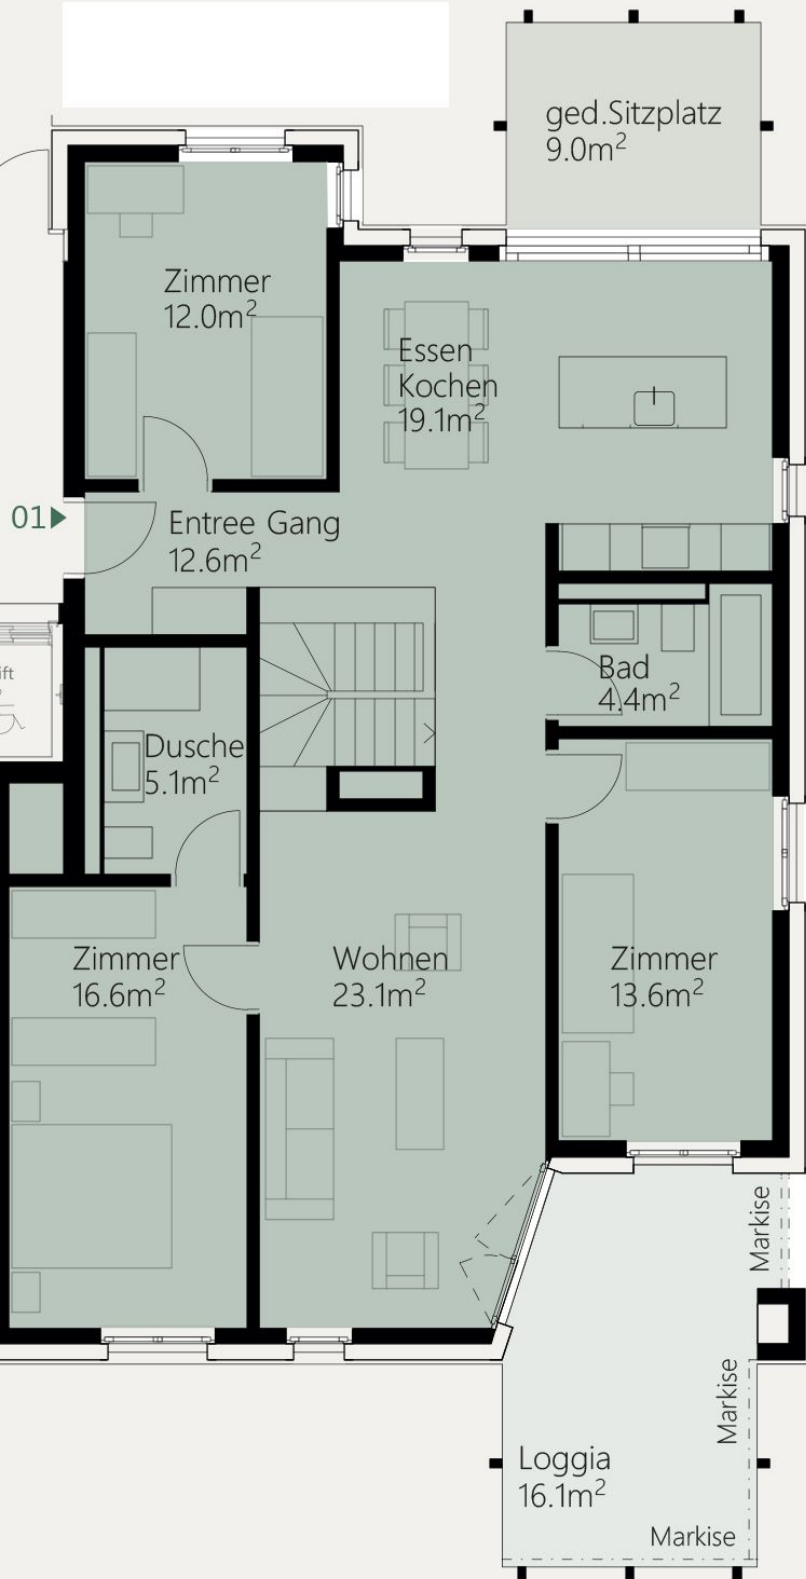 ged.Sitzplatz
9.0m²
Zimmer
12.0m²
Essen
Kochen
19.1m²
01
Entree Gang
12.6m²
Bad
4.4m²
Dusche
5.1m²
Zimmer
16.6m²
Wohnen
23.1m²
Zimmer
13.6m²
Markise
Markise
Loggia
16.1m²
Markise